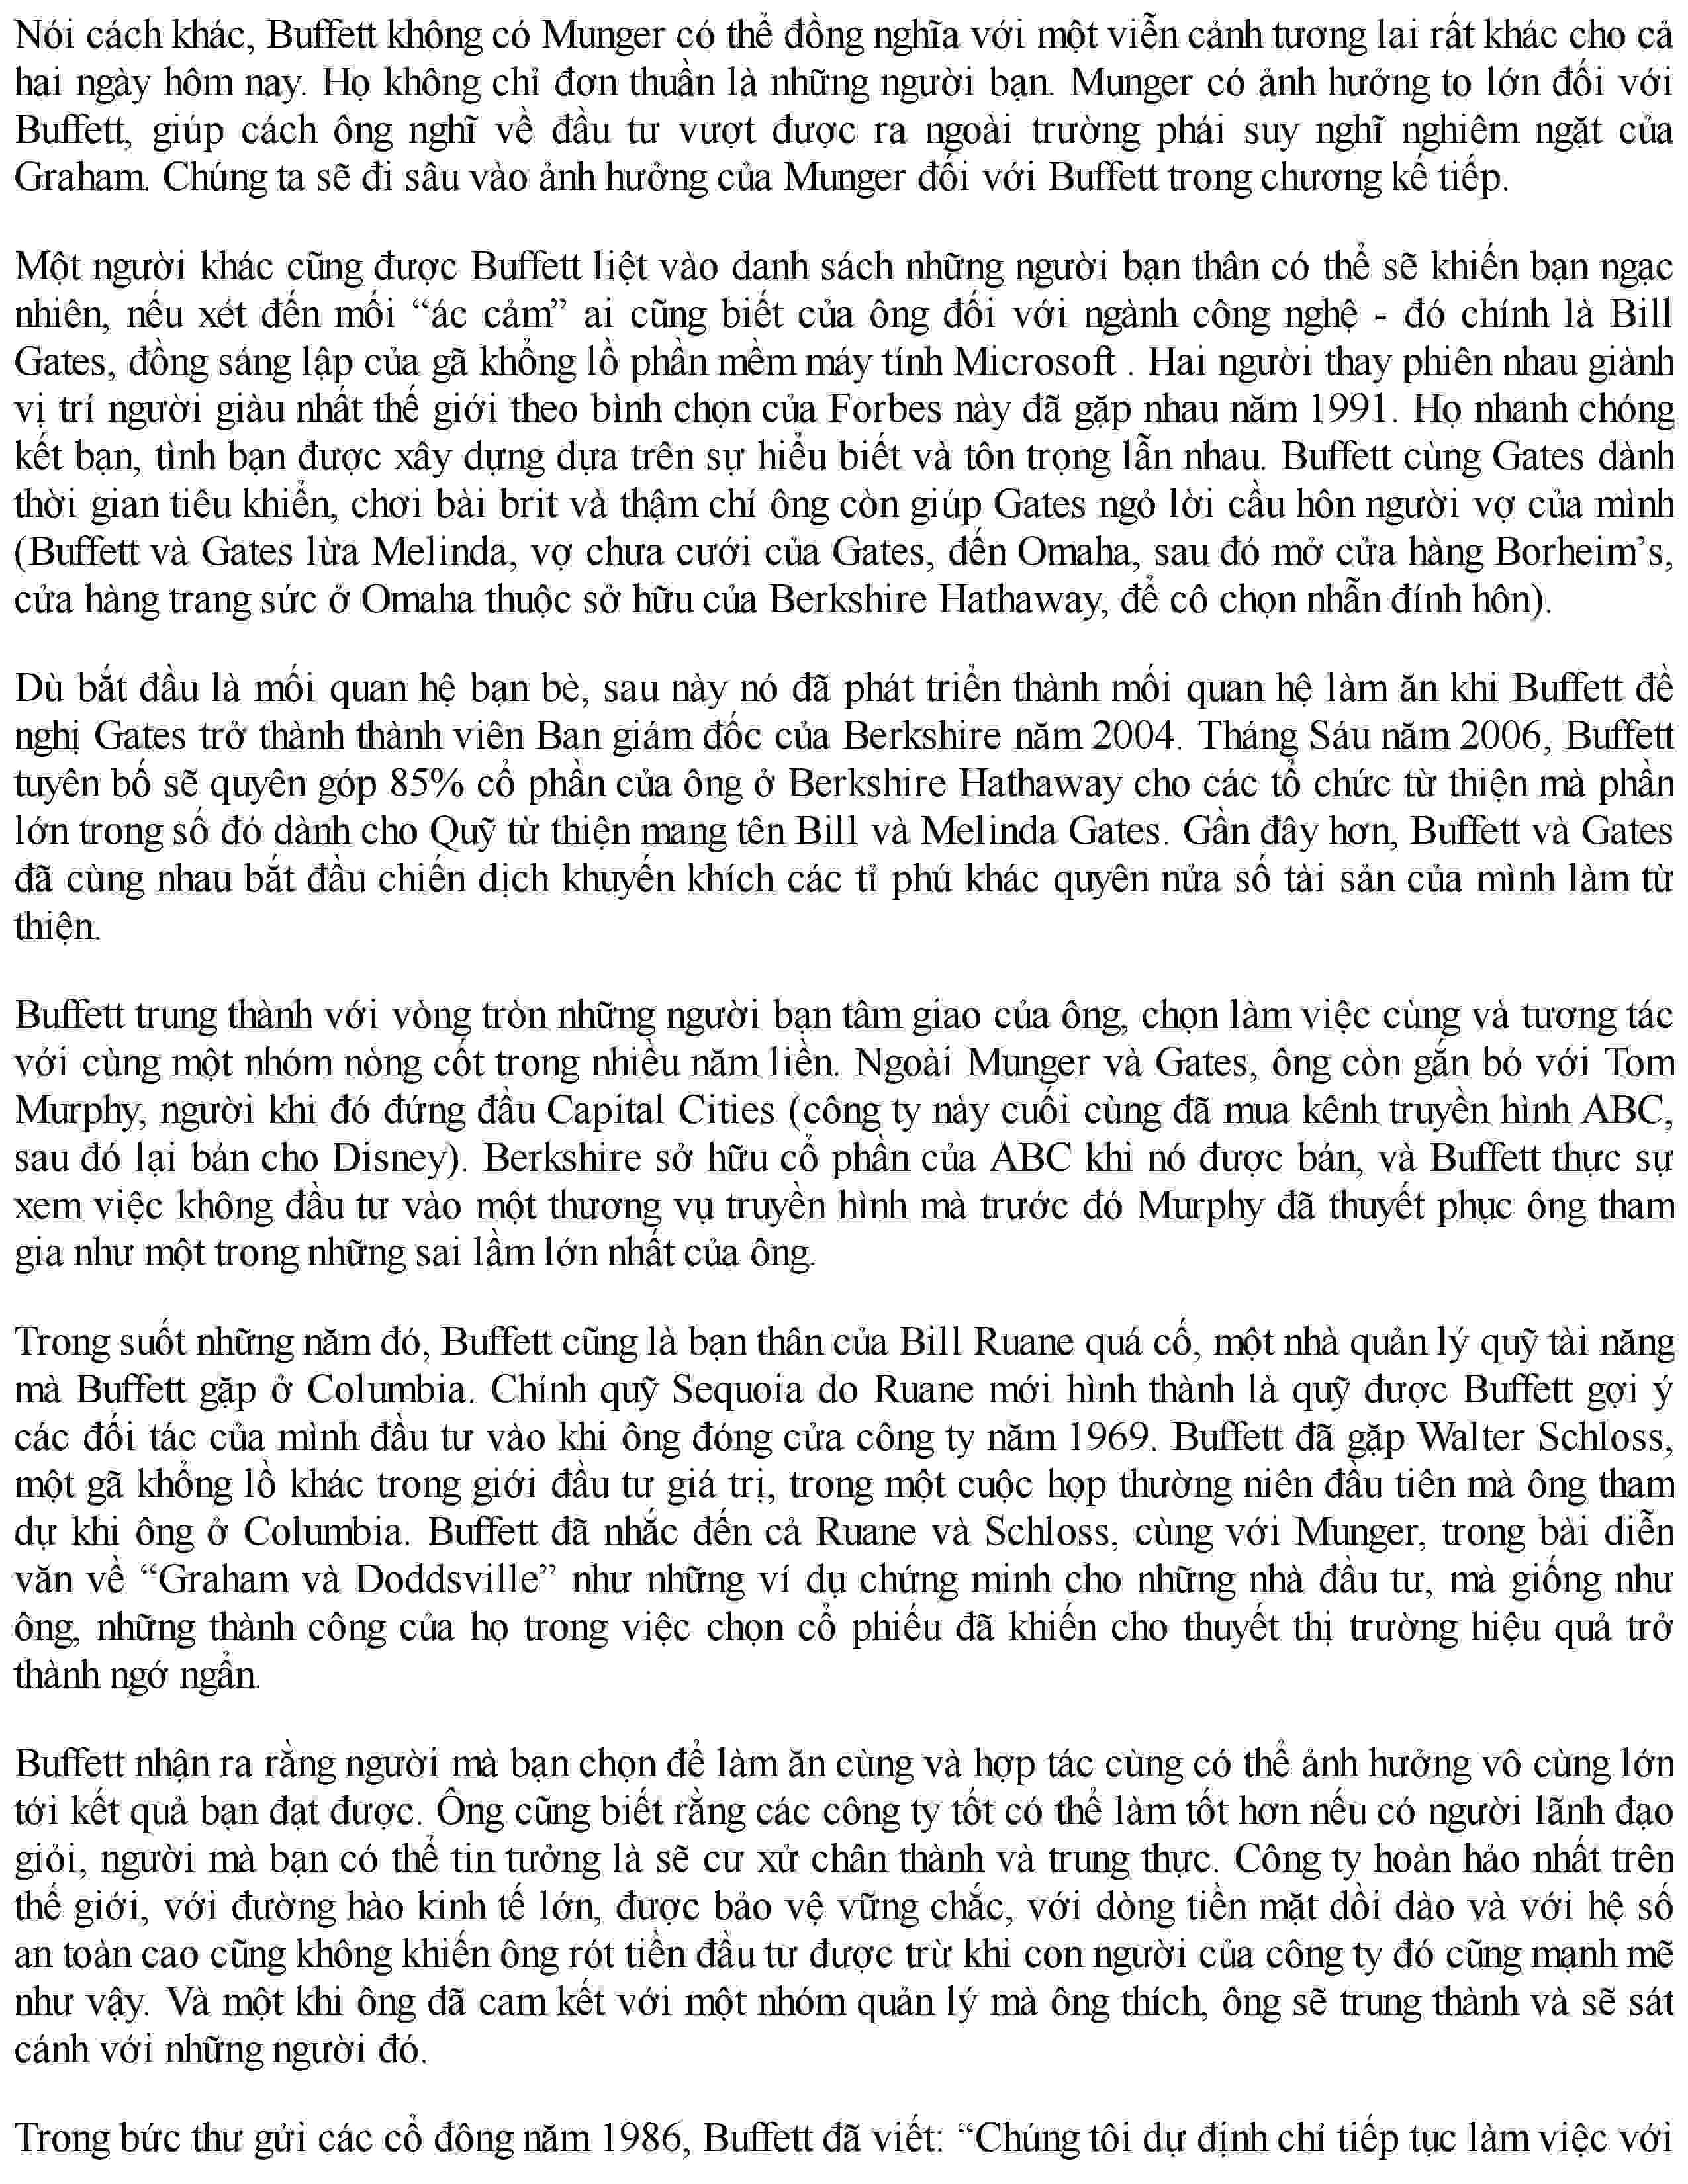 Nói cách khác, Buffett không có Munger có thể đồng nghĩa với một viễn cảnh tương lai rất khác cho cả
hai ngày hôm nay. Họ không chỉ đơn thuần là những người bạn. Munger có ảnh hưởng to lớn đối với
Buffett, giúp cách ông nghĩ về đầu tư vượt được ra ngoài trường phái suy nghĩ nghiêm ngặt của
Graham. Chúng ta sẽ đi sâu vào ảnh hưởng của Munger đối với Buffett trong chương kế tiếp.
Một người khác cũng được Buffett liệt vào danh sách những người bạn thân có thể sẽ khiến bạn ngạc
nhiên, nếu xét đến mối “ác cảm” ai cũng biết của ông đối với ngành công nghệ - đó chính là Bill
Gates, đồng sáng lập của gã khổng lồ phần mềm máy tính Microsoft . Hai người thay phiên nhau giành
vị trí người giàu nhất thế giới theo bình chọn của Forbes này đã gặp nhau năm 1991. Họ nhanh chóng
kết bạn, tình bạn được xây dựng dựa trên sự hiểu biết và tôn trọng lẫn nhau. Buffett cùng Gates dành
thời gian tiêu khiển, chơi bài brit và thậm chí ông còn giúp Gates ngỏ lời cầu hôn người vợ của mình
(Buffett và Gates lừa Melinda, vợ chưa cưới của Gates, đến Omaha, sau đó mở cửa hàng Borheim’s,
cửa hàng trang sức ở Omaha thuộc sở hữu của Berkshire Hathaway, để cô chọn nhẫn đính hôn).
Dù bắt đầu là mối quan hệ bạn bè, sau này nó đã phát triển thành mối quan hệ làm ăn khi Buffett đề
nghị Gates trở thành thành viên Ban giám đốc của Berkshire năm 2004. Tháng Sáu năm 2006, Buffett
tuyên bố sẽ quyên góp 85% cổ phần của ông ở Berkshire Hathaway cho các tổ chức từ thiện mà phần
lớn trong số đó dành cho Quỹ từ thiện mang tên Bill và Melinda Gates. Gần đây hơn, Buffett và Gates
đã cùng nhau bắt đầu chiến dịch khuyến khích các tỉ phú khác quyên nửa số tài sản của mình làm từ
thiện.
Buffett trung thành với vòng tròn những người bạn tâm giao của ông, chọn làm việc cùng và tương tác
với cùng một nhóm nòng cốt trong nhiều năm liền. Ngoài Munger và Gates, ông còn gắn bó với Tom
Murphy, người khi đó đứng đầu Capital Cities (công ty này cuối cùng đã mua kênh truyền hình ABC,
sau đó lại bán cho Disney). Berkshire sở hữu cổ phần của ABC khi nó được bán, và Buffett thực sự
xem việc không đầu tư vào một thương vụ truyền hình mà trước đó Murphy đã thuyết phục ông tham
gia như một trong những sai lầm lớn nhất của ông.
Trong suốt những năm đó, Buffett cũng là bạn thân của Bill Ruane quá cố, một nhà quản lý quỹ tài năng
mà Buffett gặp ở Columbia. Chính quỹ Sequoia do Ruane mới hình thành là quỹ được Buffett gợi ý
các đối tác của mình đầu tư vào khi ông đóng cửa công ty năm 1969. Buffett đã gặp Walter Schloss,
một gã khổng lồ khác trong giới đầu tư giá trị, trong một cuộc họp thường niên đầu tiên mà ông tham
dự khi ông ở Columbia. Buffett đã nhắc đến cả Ruane và Schloss, cùng với Munger, trong bài diễn
văn về “Graham và Doddsville” như những ví dụ chứng minh cho những nhà đầu tư, mà giống như
ông, những thành công của họ trong việc chọn cổ phiếu đã khiến cho thuyết thị trường hiệu quả trở
thành ngớ ngẩn.
Buffett nhận ra rằng người mà bạn chọn để làm ăn cùng và hợp tác cùng có thể ảnh hưởng vô cùng lớn
tới kết quả bạn đạt được. Ông cũng biết rằng các công ty tốt có thể làm tốt hơn nếu có người lãnh đạo
giỏi, người mà bạn có thể tin tưởng là sẽ cư xử chân thành và trung thực. Công ty hoàn hảo nhất trên
thế giới, với đường hào kinh tế lớn, được bảo vệ vững chắc, với dòng tiền mặt dồi dào và với hệ số
an toàn cao cũng không khiến ông rót tiền đầu tư được trừ khi con người của công ty đó cũng mạnh mẽ
như vậy. Và một khi ông đã cam kết với một nhóm quản lý mà ông thích, ông sẽ trung thành và sẽ sát
cánh với những người đó.
Trong bức thư gửi các cổ đông năm 1986, Buffett đã viết: “Chúng tôi dự định chỉ tiếp tục làm việc với